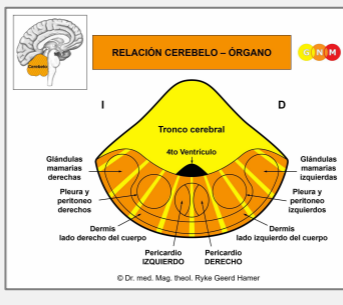 Cerebelo
RELACIÓN CEREBELO – ÓRGANO
GNM
I
D
Tronco cerebral
4to Ventrículo
Glándulas
mamarias
derechas
Glándulas
mamarias
izquierdas
Pleura y
peritoneo
derechos
Pleura y
peritoneo
izquierdos
Dermis
lado derecho del cuerpo
Dermis
lado izquierdo del cuerpo
Pericardio
IZQUIERDO
Pericardio
DERECHO
© Dr. med. Mag. theol. Ryke Geerd Hamer